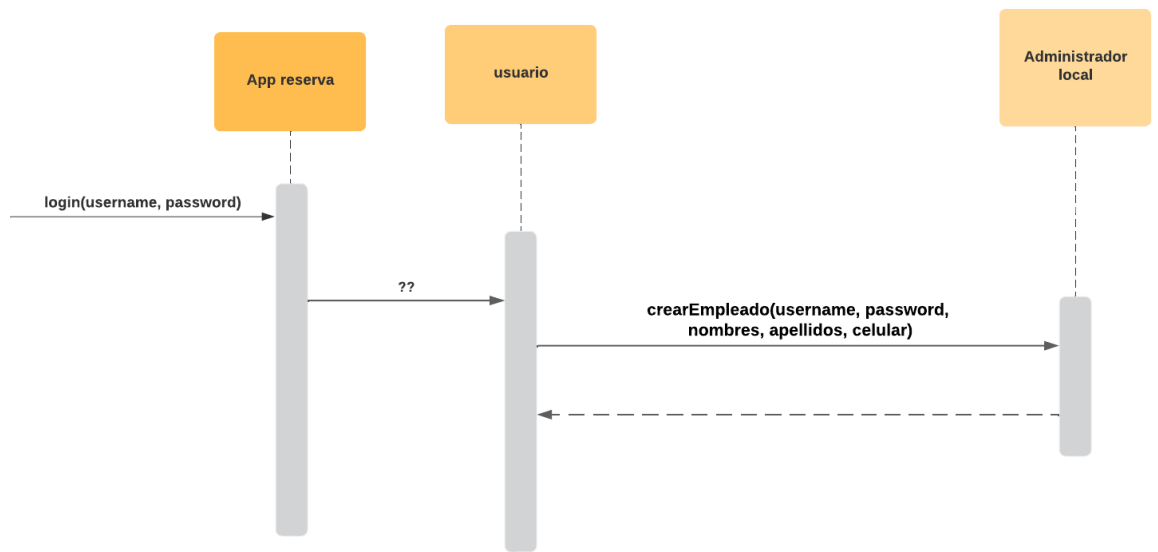 App reserva
usuario
Administrador
local
login(username, password)
??
crearEmpleado(username, password,
nombres, apellidos, celular)